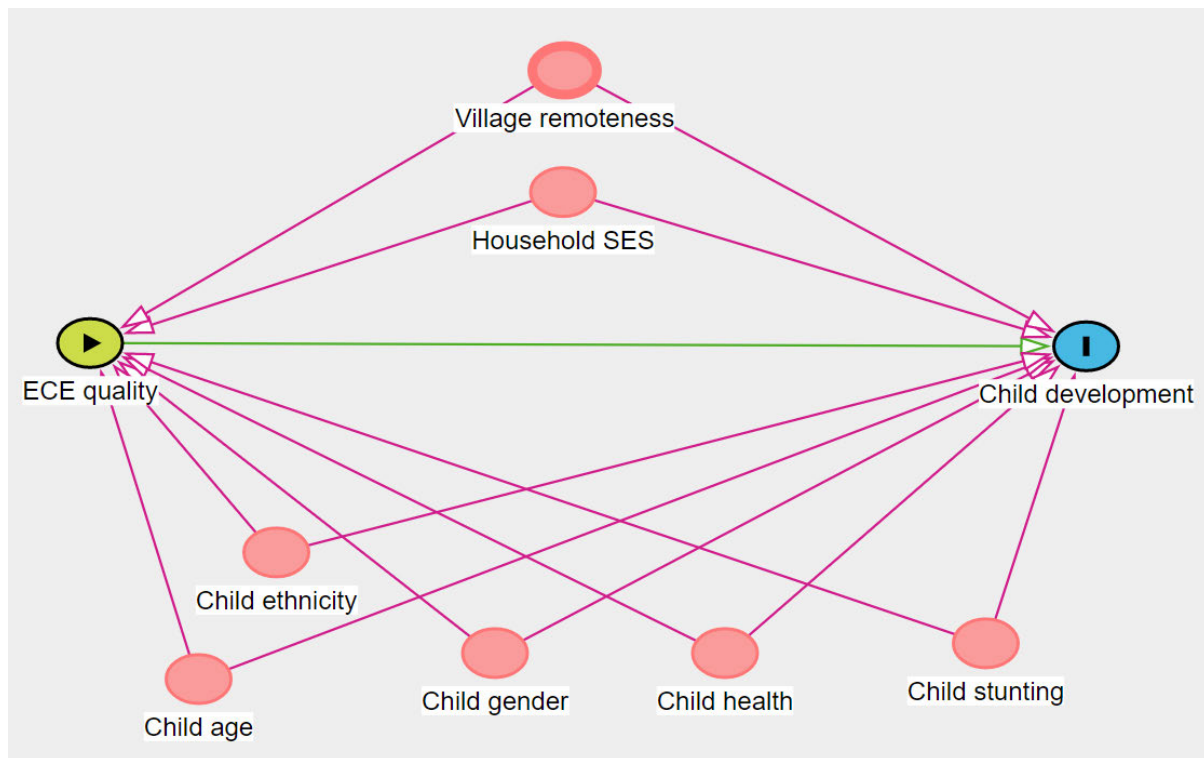 Village remoteness
Household SES
ECE quality
Child development
Child ethnicity
Child gender
Child health
Child stunting
Child age